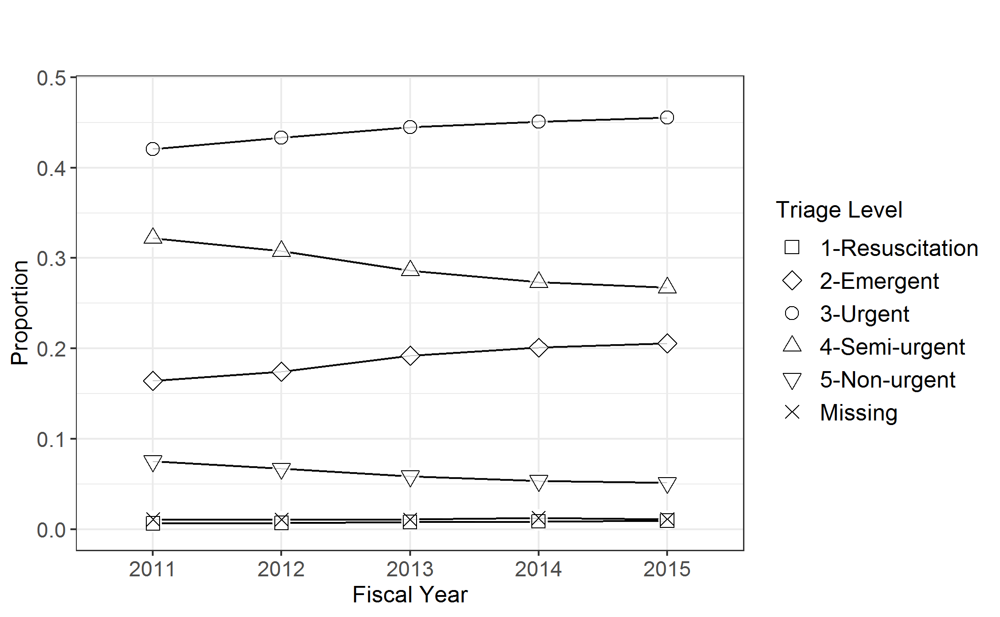 0.5
0.4
0.3
0.2
0.1
0.0
Proportion
2011 2012 2013 2014 2015
Fiscal Year
Triage Level
1-Resuscitation
2-Emergent
3-Urgent
4-Semi-urgent
5-Non-urgent
Missing